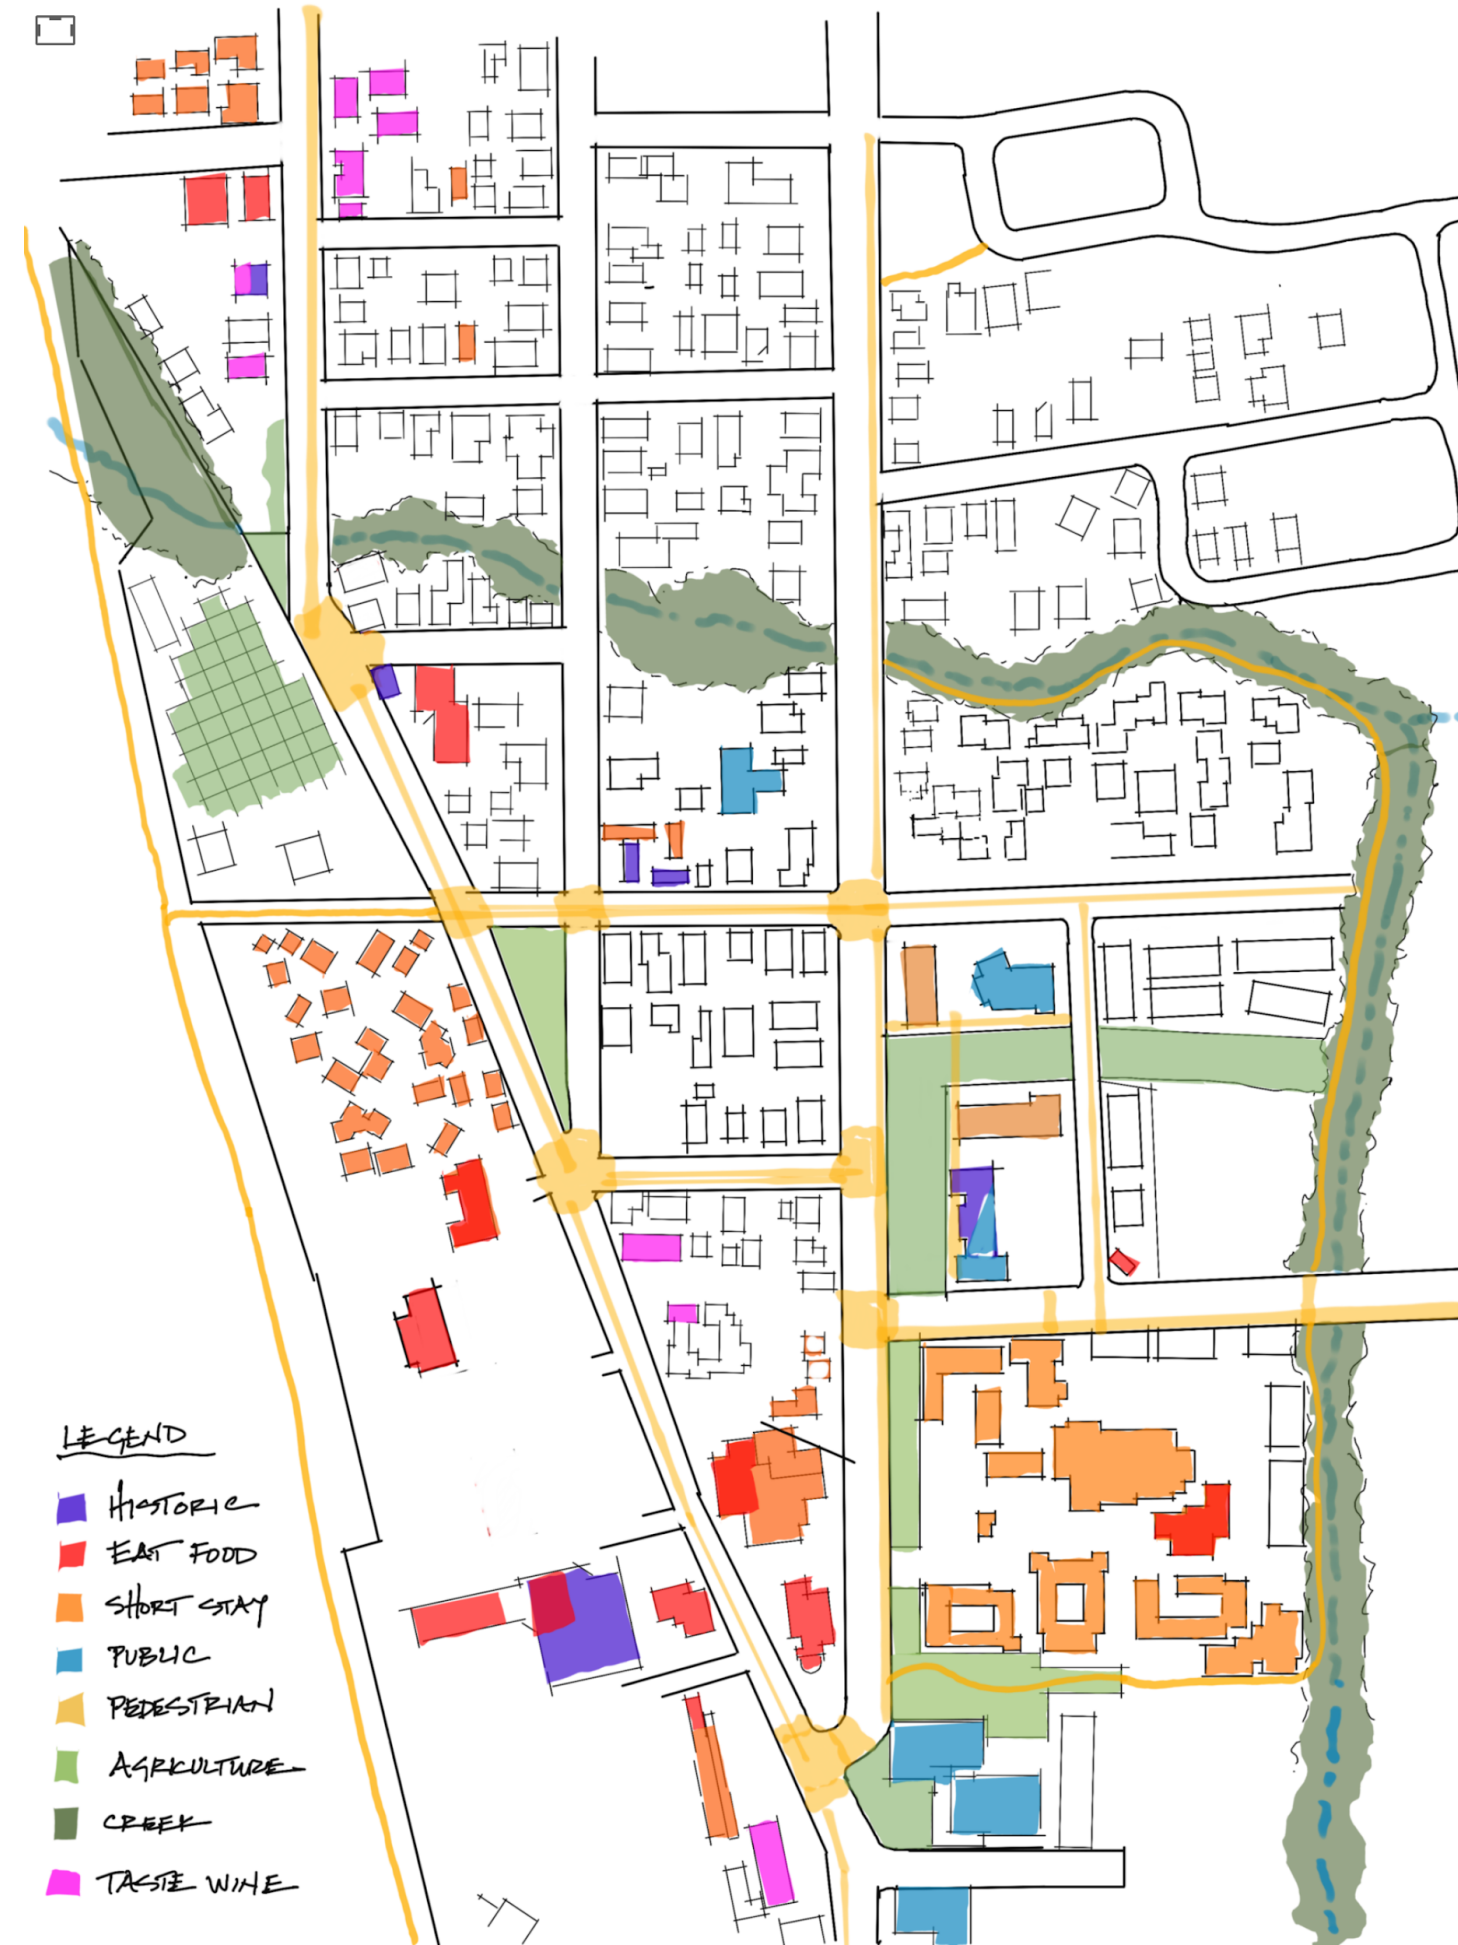 LEGEND
HISTORIC
EAT FOOD
SHORT STAY
PUBLIC
PEDESTRIAN
AGRICULTURE
CREEK
TASTE WINE